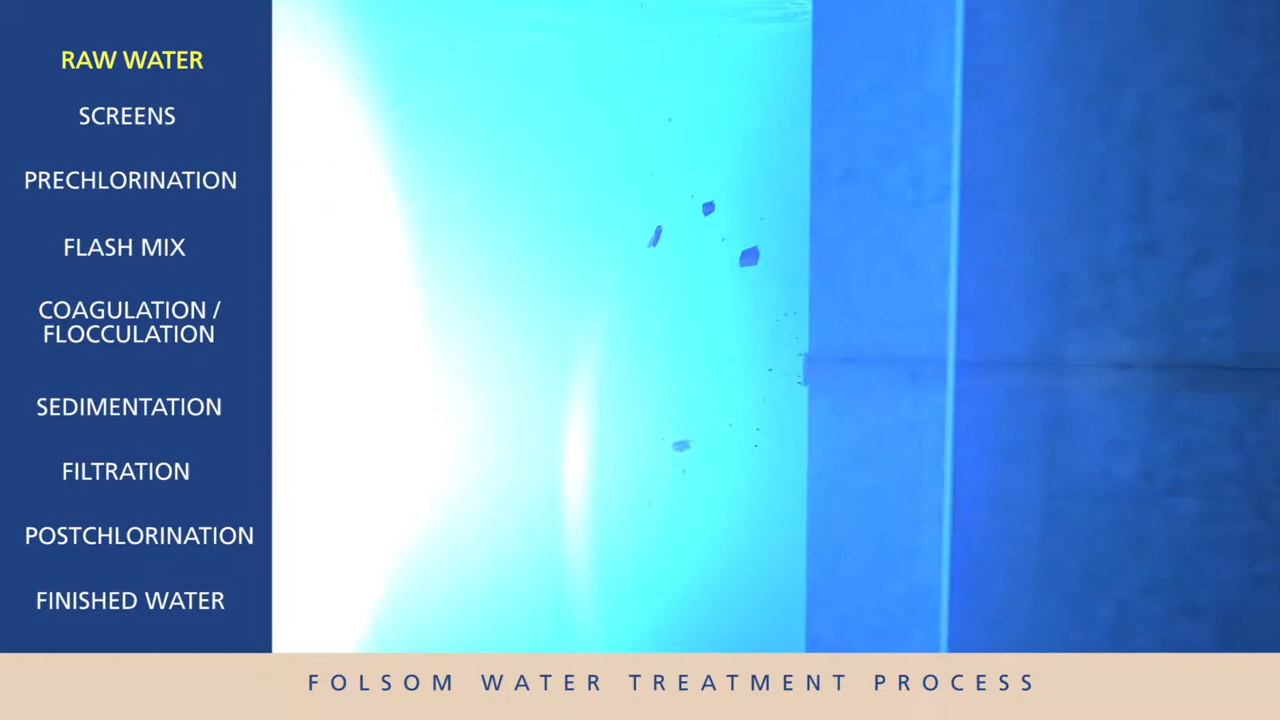 RAW WATER
SCREENS
PRECHLORINATION
FLASH MIX
COAGULATION /
FLOCCULATION
SEDIMENTATION
FILTRATION
POSTCHLORINATION
FINISHED WATER
FOLSOM WATER TREATMENT PROCESS